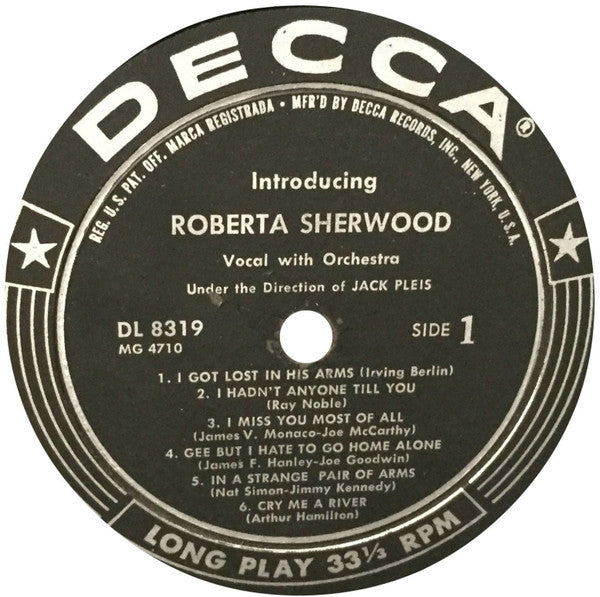 DECCA®
REG. U.S. PAT. OFF. MARCA REGISTRADA • MFR'D BY DECCA RECORDS, INC., NEW YORK, U.S.A.
Introducing
ROBERTA SHERWOOD
Vocal with Orchestra
Under the Direction of JACK PLEIS
DL 8319 SIDE 1
MG 4710
1. I GOT LOST IN HIS ARMS (Irving Berlin)
2. I HADN'T ANYONE TILL YOU
(Ray Noble)
3. I MISS YOU MOST OF ALL
(James V. Monaco-Joe McCarthy)
4. GEE BUT I HATE TO GO HOME ALONE
(James F. Hanley-Joe Goodwin)
5. IN A STRANGE PAIR OF ARMS
(Nat Simon-Jimmy Kennedy)
6. CRY ME A RIVER
(Arthur Hamilton)
LONG PLAY 33⅓ RPM